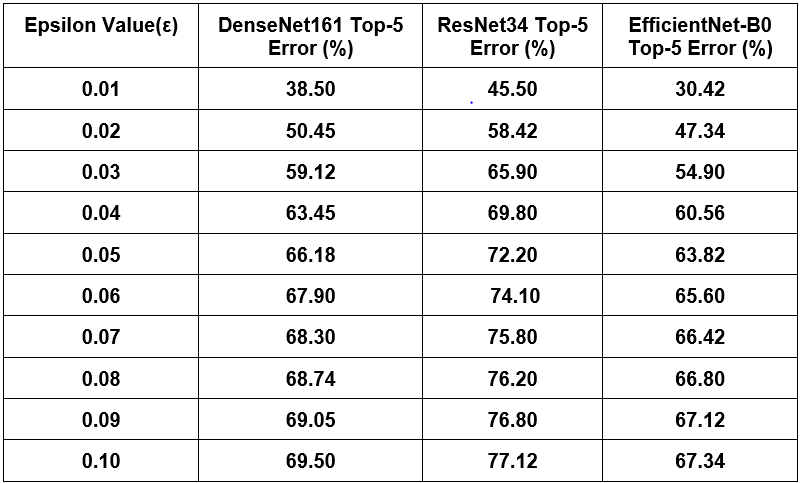 Epsilon Value(ε) DenseNet161 Top-5 Error (%) ResNet34 Top-5 Error (%) EfficientNet-B0 Top-5 Error (%)
0.01 38.50 45.50 30.42
0.02 50.45 58.42 47.34
0.03 59.12 65.90 54.90
0.04 63.45 69.80 60.56
0.05 66.18 72.20 63.82
0.06 67.90 74.10 65.60
0.07 68.30 75.80 66.42
0.08 68.74 76.20 66.80
0.09 69.05 76.80 67.12
0.10 69.50 77.12 67.34